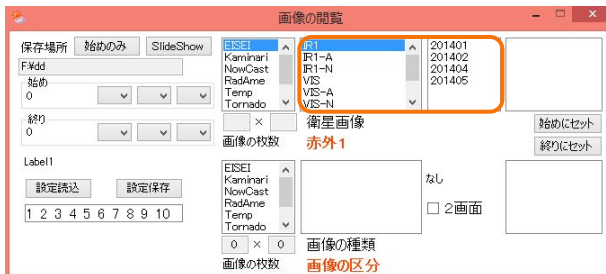 画像の閲覧
保存場所 始めのみ SlideShow
F:¥dd
始め
0
終り
0
Label1
設定読込 設定保存
1 2 3 4 5 6 7 8 9 10
EISEI
Kaminari
NowCast
RadAme
Temp
Tornado
IR1
IR1-A
IR1-N
VIS
VIS-A
VIS-N
201401
201402
201404
201405
× 衛星画像
画像の枚数 赤外1
始めにセット
終りにセット
EISEI
Kaminari
NowCast
RadAme
Temp
Tornado
なし
2画面
0 × 0 画像の種類
画像の枚数 画像の区分